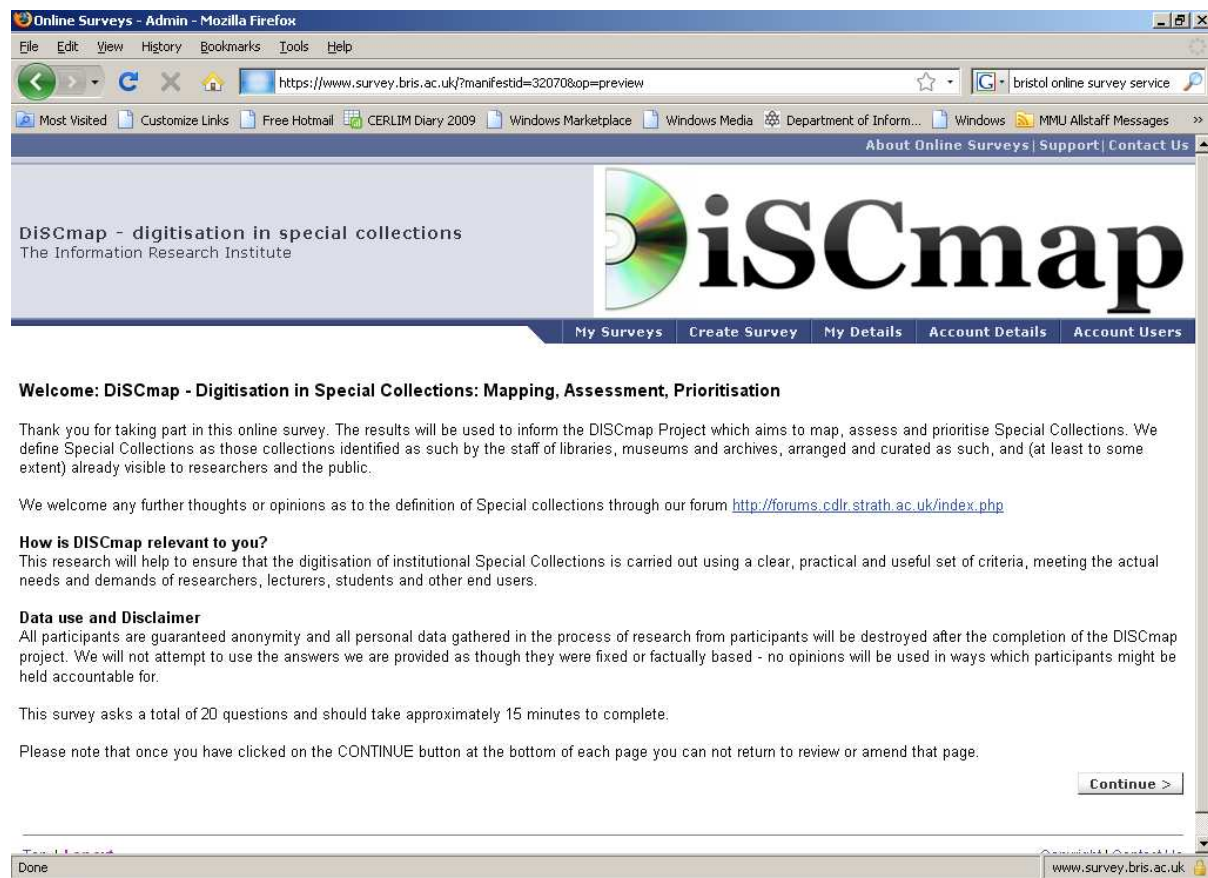 Online Surveys - Admin - Mozilla Firefox
File Edit View History Bookmarks Tools Help
https://www.survey.bris.ac.uk/?manifestid=32070&op=preview
G bristol online survey service
Most Visited Customize Links Free Hotmail CERLIM Diary 2009 Windows Marketplace Windows Media Department of Inform... Windows MMU Allstaff Messages »
About Online Surveys | Support | Contact Us
DiSCmap - digitisation in special collections
The Information Research Institute
DiSCmap
My Surveys Create Survey My Details Account Details Account Users
Welcome: DiSCmap - Digitisation in Special Collections: Mapping, Assessment, Prioritisation
Thank you for taking part in this online survey. The results will be used to inform the DISCmap Project which aims to map, assess and prioritise Special Collections. We
define Special Collections as those collections identified as such by the staff of libraries, museums and archives, arranged and curated as such, and (at least to some
extent) already visible to researchers and the public.
We welcome any further thoughts or opinions as to the definition of Special collections through our forum http://forums.cdlr.strath.ac.uk/index.php
How is DISCmap relevant to you?
This research will help to ensure that the digitisation of institutional Special Collections is carried out using a clear, practical and useful set of criteria, meeting the actual
needs and demands of researchers, lecturers, students and other end users.
Data use and Disclaimer
All participants are guaranteed anonymity and all personal data gathered in the process of research from participants will be destroyed after the completion of the DISCmap
project. We will not attempt to use the answers we are provided as though they were fixed or factually based - no opinions will be used in ways which participants might be
held accountable for.
This survey asks a total of 20 questions and should take approximately 15 minutes to complete.
Please note that once you have clicked on the CONTINUE button at the bottom of each page you can not return to review or amend that page.
Continue >
Done www.survey.bris.ac.uk